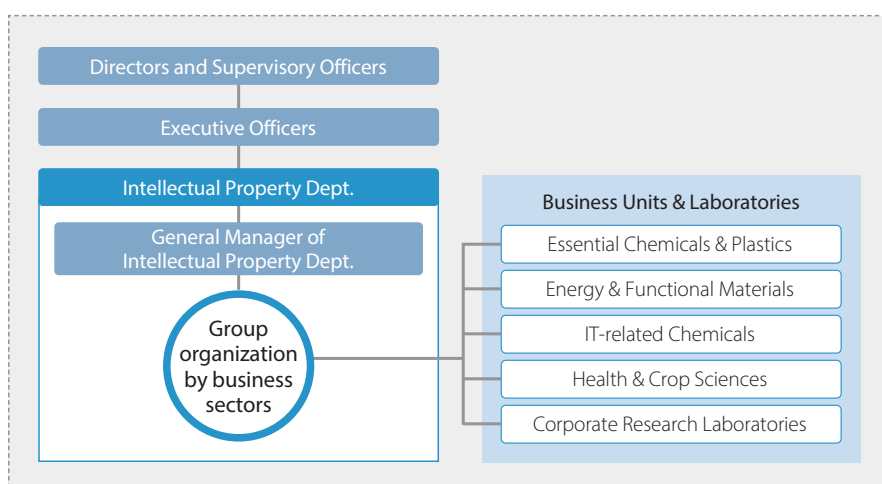 Directors and Supervisory Officers
Executive Officers
Intellectual Property Dept.
General Manager of
Intellectual Property Dept.
Group
organization
by business
sectors
Business Units & Laboratories
Essential Chemicals & Plastics
Energy & Functional Materials
IT-related Chemicals
Health & Crop Sciences
Corporate Research Laboratories